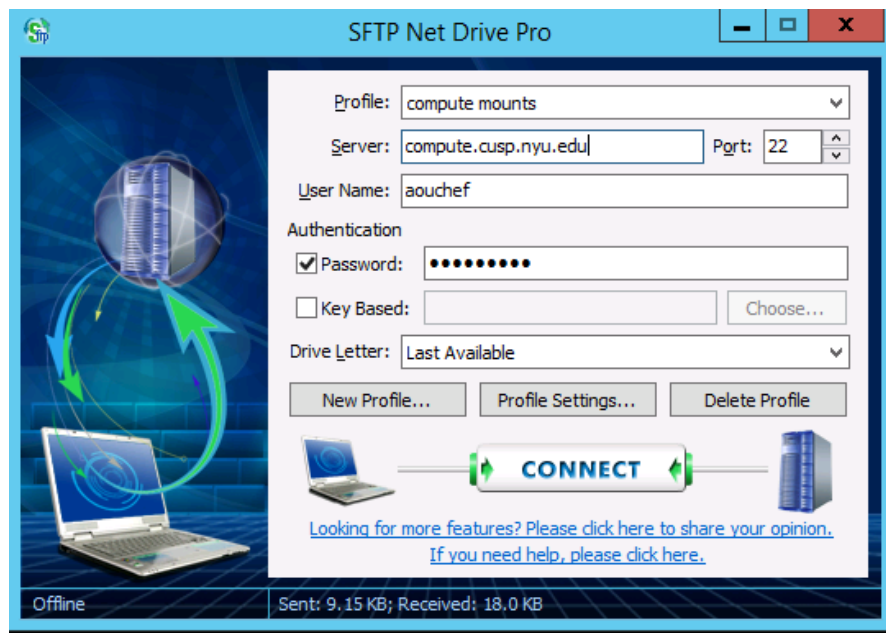 Sftp
SFTP Net Drive Pro
Profile: compute mounts
Server: compute.cusp.nyu.edu Port: 22
User Name: aouchef
Authentication
Password: •••••••••
Key Based: Choose...
Drive Letter: Last Available
New Profile... Profile Settings... Delete Profile
CONNECT
Looking for more features? Please click here to share your opinion.
If you need help, please click here.
Offline Sent: 9.15 KB; Received: 18.0 KB